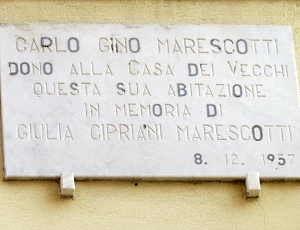 CARLO GINO MARESCOTTI
DONO ALLA CASA DEI VECCHI
QUESTA SUA ABITAZIONE
IN MEMORIA DI
GIULIA CIPRIANI MARESCOTTI
8. 12. 1957